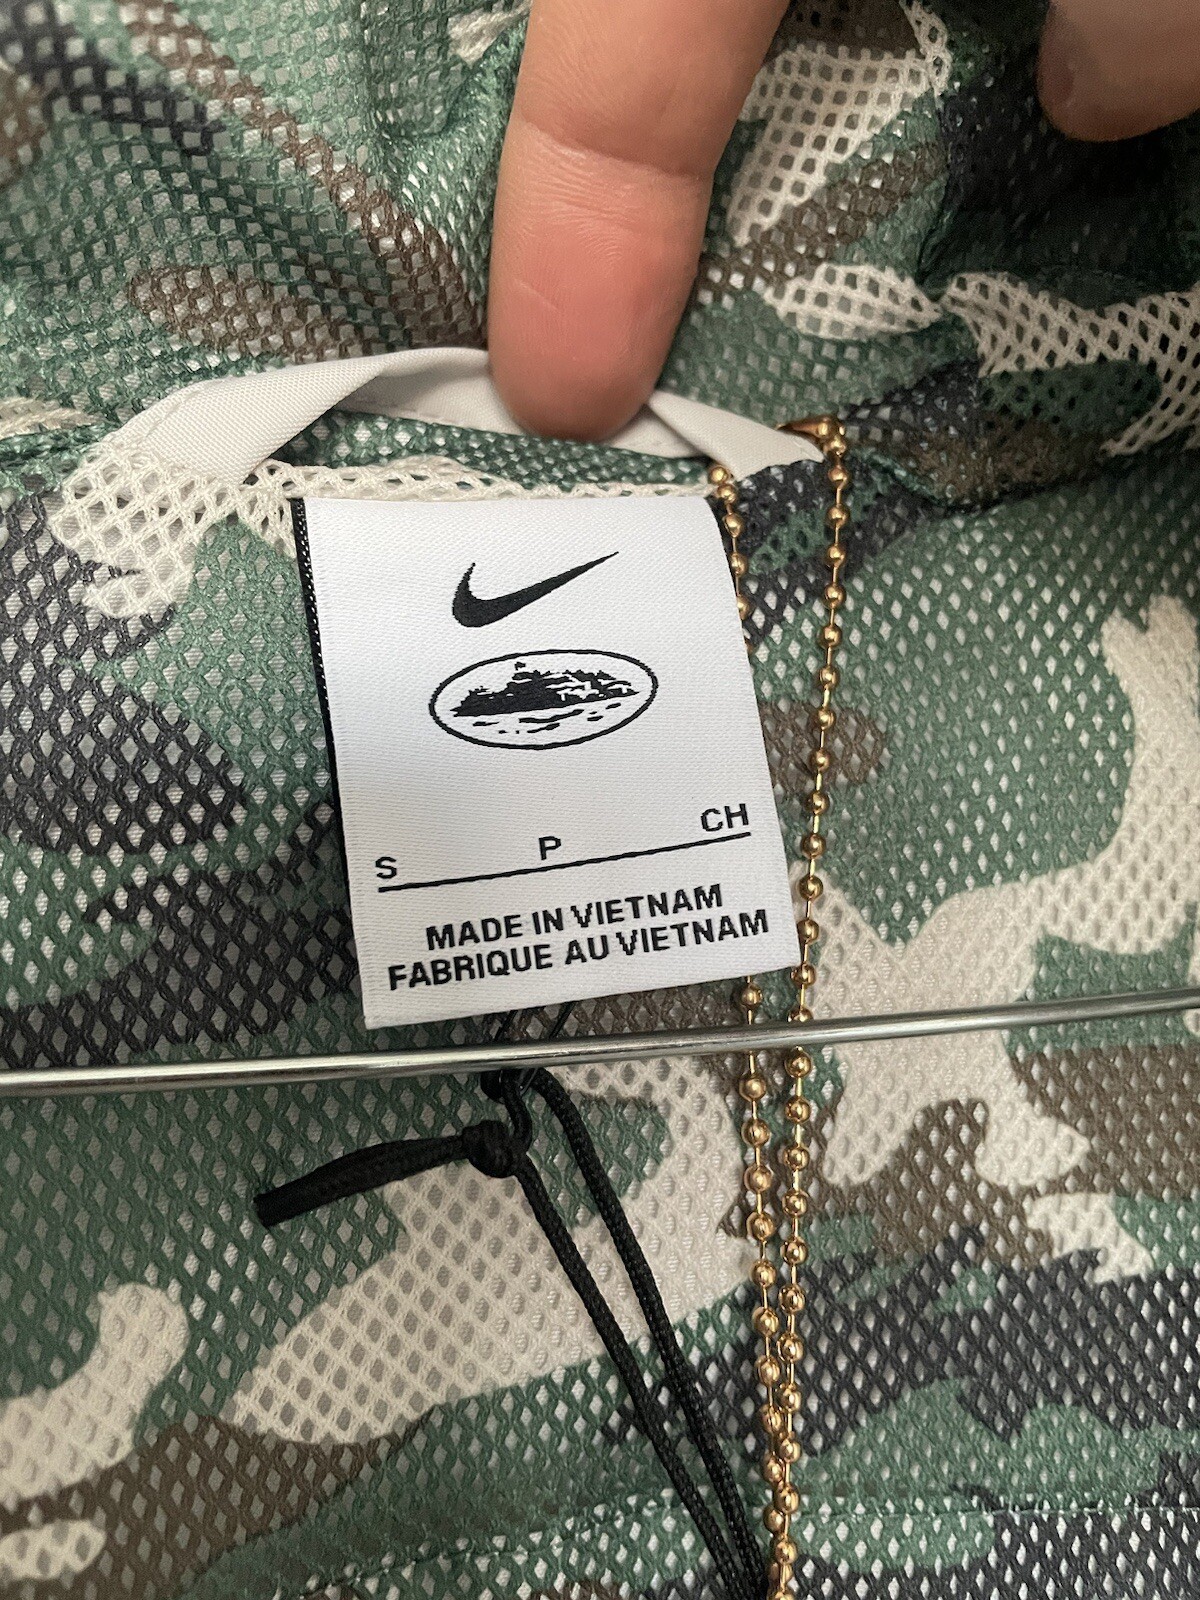 S P CH
MADE IN VIETNAM
FABRIQUE AU VIETNAM